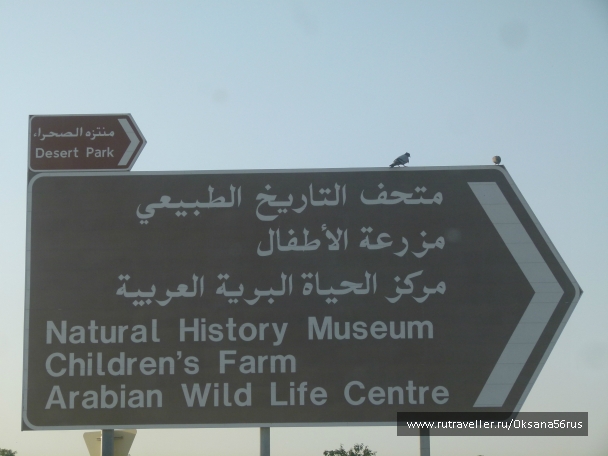 منتزه الصحراء
Desert Park
متحف التاريخ الطبيعي
مزرعة الأطفال
مركز الحياة البرية العربية
Natural History Museum
Children's Farm
Arabian Wild Life Centre
www.rutraveller.ru/Oksana56rus